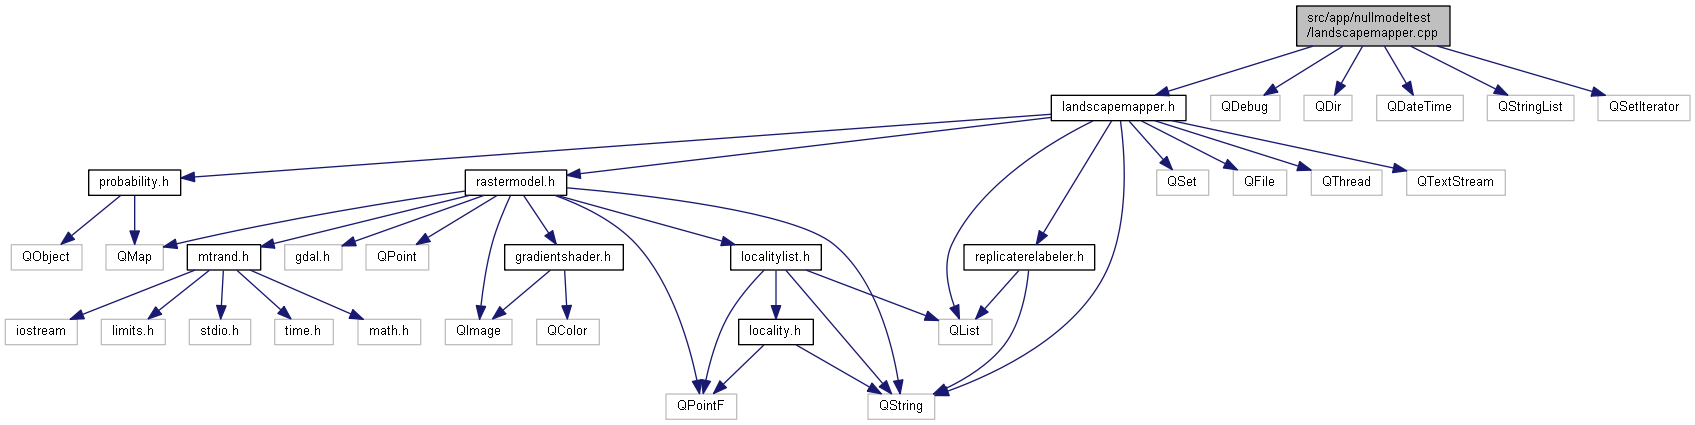 src/app/nullmodeltest
/landscapemapper.cpp
landscapemapper.h
QDebug
QDir
QDateTime
QStringList
QSetIterator
probability.h
rastermodel.h
QSet
QFile
QThread
QTextStream
QObject
QMap
mtrand.h
gdal.h
QPoint
gradientshader.h
localitylist.h
replicaterelabeler.h
iostream
limits.h
stdio.h
time.h
math.h
QImage
QColor
locality.h
QList
QPointF
QString